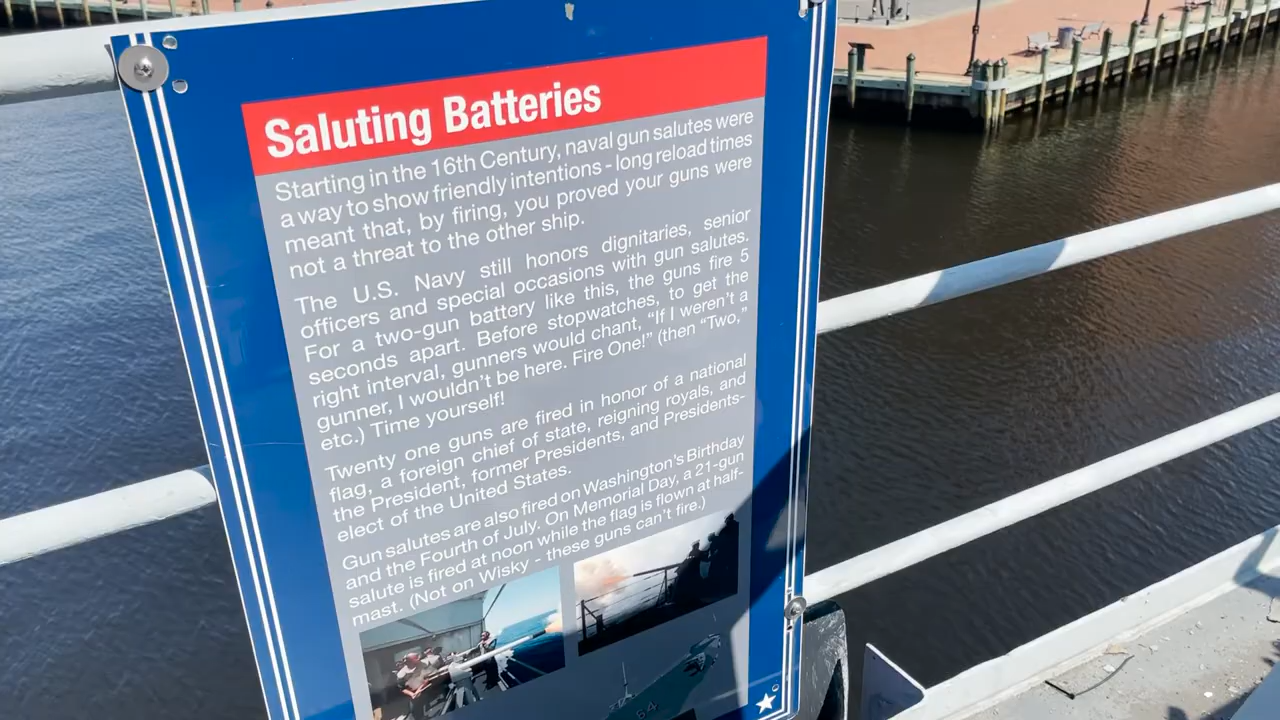 Saluting Batteries
Starting in the 16th Century, naval gun salutes were
a way to show friendly intentions - long reload times
meant that, by firing, you proved your guns were
not a threat to the other ship.
The U.S. Navy still honors dignitaries, senior
officers and special occasions with gun salutes.
For a two-gun battery like this, the guns fire 5
seconds apart. Before stopwatches, to get the
right interval, gunners would chant, “If I weren’t a
gunner, I wouldn’t be here. Fire One!” (then “Two,”
etc.) Time yourself!
Twenty one guns are fired in honor of a national
flag, a foreign chief of state, reigning royals, and
the President, former Presidents, and Presidents-
elect of the United States.
Gun salutes are also fired on Washington’s Birthday
and the Fourth of July. On Memorial Day, a 21-gun
salute is fired at noon while the flag is flown at half-
mast. (Not on Wisky - these guns can’t fire.)
64